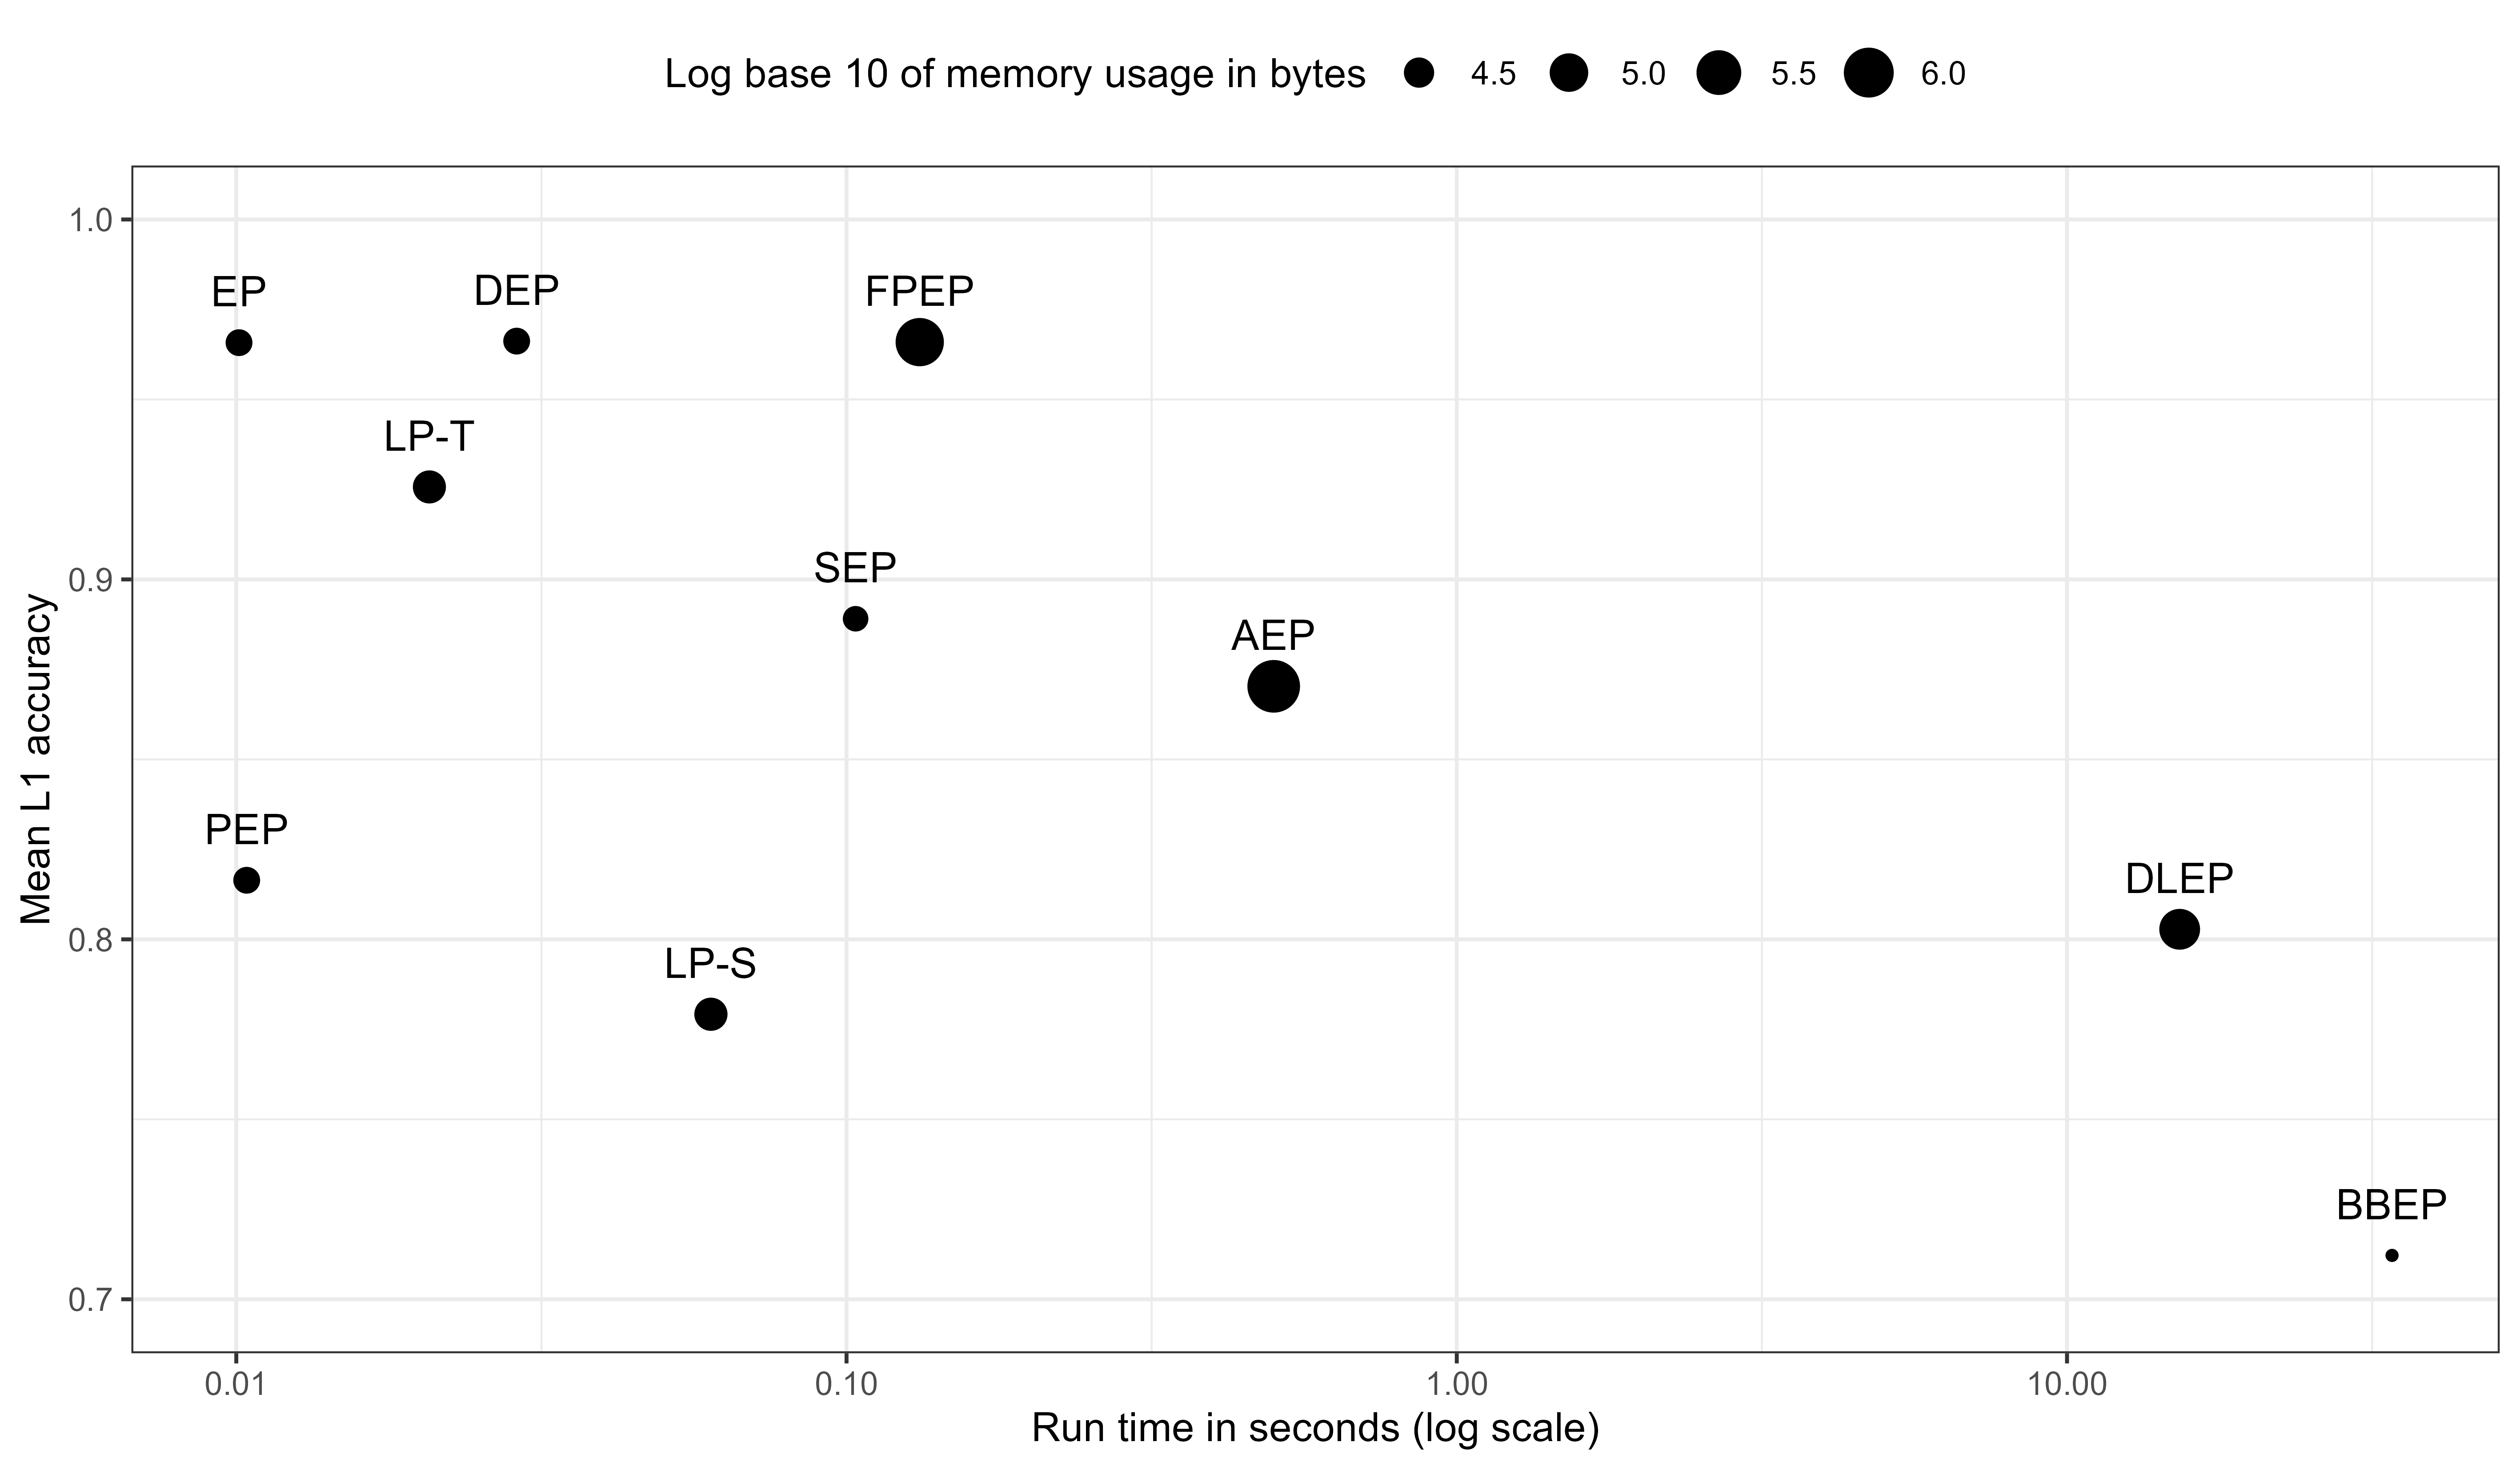 Log base 10 of memory usage in bytes 4.5 5.0 5.5 6.0
1.0
EP DEP FPEP
LP-T
SEP
0.9
AEP
Mean L1 accuracy
PEP
DLEP
0.8
LP-S
BBEP
0.7
0.01 0.10 1.00 10.00
Run time in seconds (log scale)